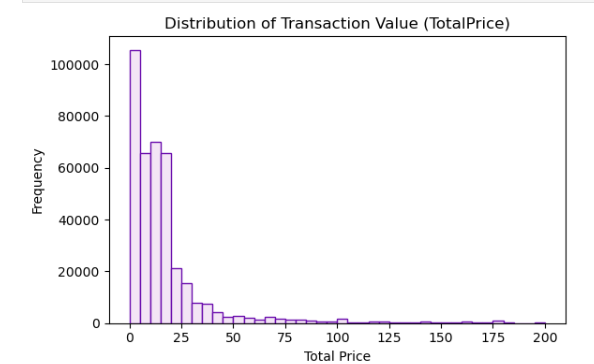 Distribution of Transaction Value (TotalPrice)
100000
80000
60000
40000
20000
0
Frequency
0 25 50 75 100 125 150 175 200
Total Price